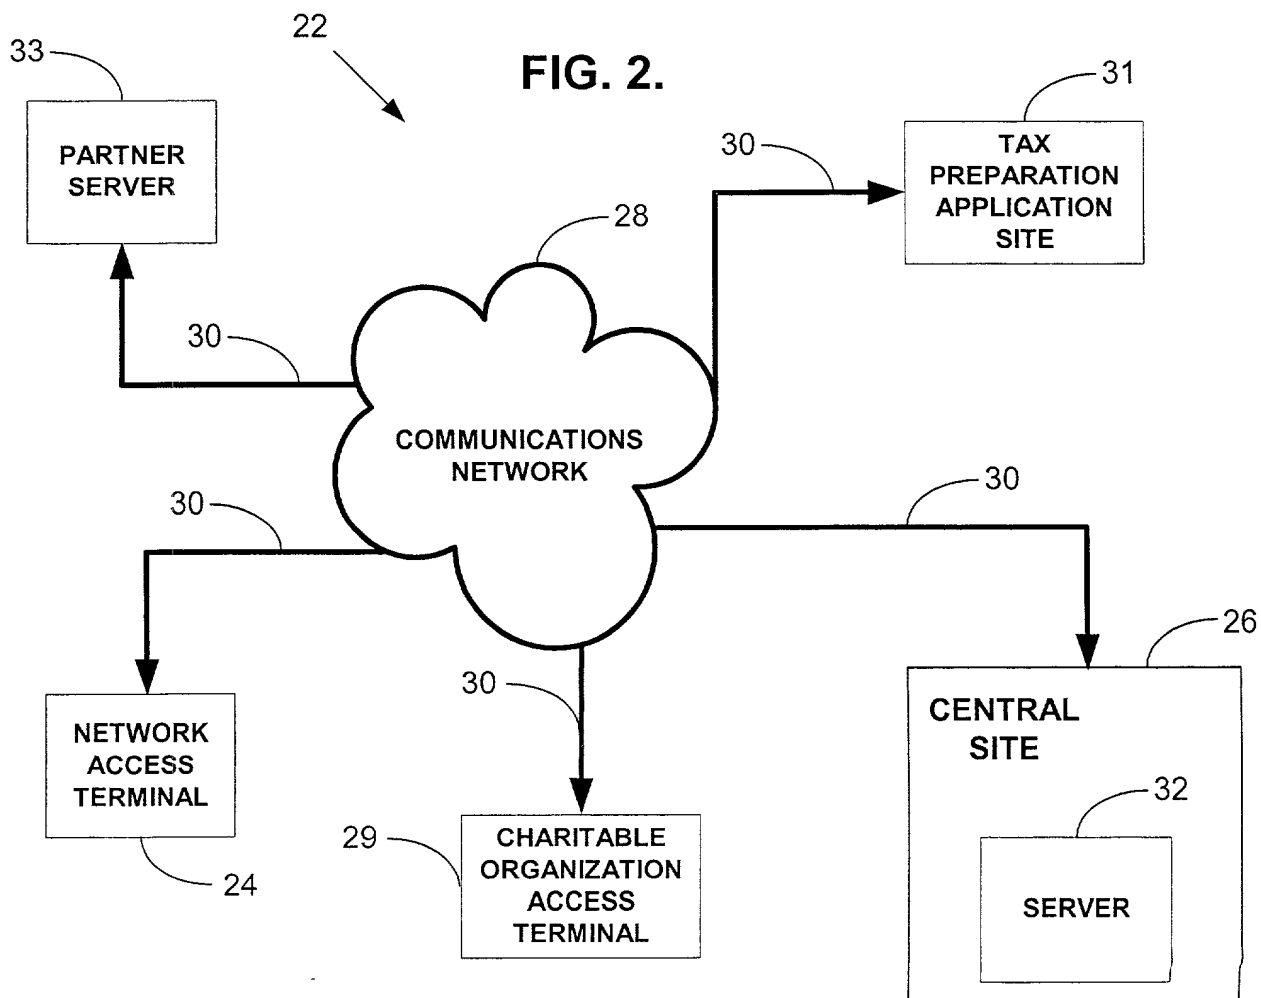 22
33
FIG. 2.
31
PARTNER
SERVER
30
TAX
PREPARATION
APPLICATION
SITE
28
30
COMMUNICATIONS
NETWORK
30
30
26
30
NETWORK
ACCESS
TERMINAL
CENTRAL
SITE
32
29
CHARITABLE
ORGANIZATION
ACCESS
TERMINAL
24
SERVER